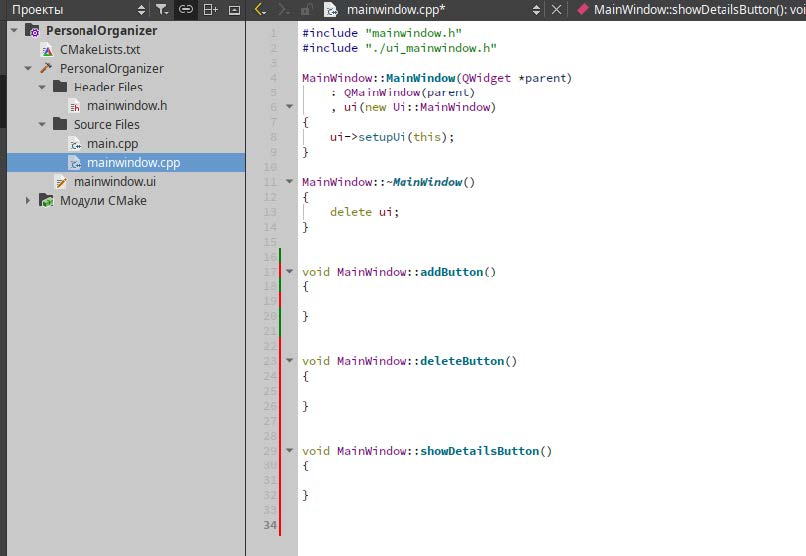 Проекты
mainwindow.cpp*
MainWindow::showDetailsButton(): voi
PersonalOrganizer
CMakeLists.txt
PersonalOrganizer
Header Files
mainwindow.h
Source Files
main.cpp
mainwindow.cpp
mainwindow.ui
Модули CMake
1 #include "mainwindow.h"
2 #include "./ui_mainwindow.h"
3
4 MainWindow::MainWindow(QWidget *parent)
5 : QMainWindow(parent)
6 , ui(new Ui::MainWindow)
7 {
8 ui->setupUi(this);
9 }
10
11 MainWindow::~MainWindow()
12 {
13 delete ui;
14 }
15
16
17 void MainWindow::addButton()
18 {
19
20 }
21
22
23 void MainWindow::deleteButton()
24 {
25
26 }
27
28
29 void MainWindow::showDetailsButton()
30 {
31
32 }
33
34